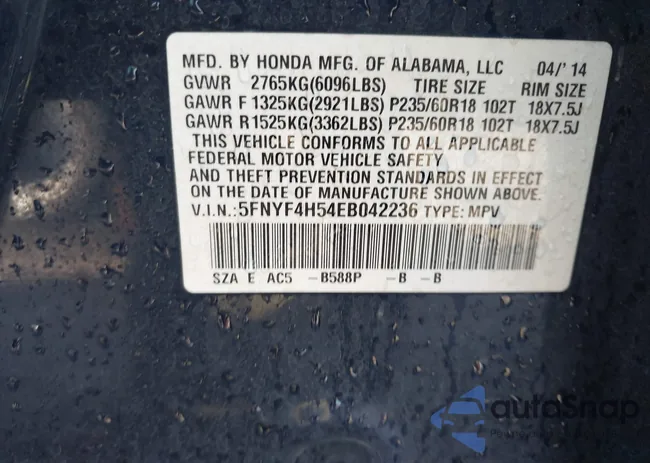 MFD. BY HONDA MFG. OF ALABAMA, LLC 04/'14
GVWR 2765KG(6096LBS) TIRE SIZE RIM SIZE
GAWR F 1325KG(2921LBS) P235/60R18 102T 18X7.5J
GAWR R 1525KG(3362LBS) P235/60R18 102T 18X7.5J
THIS VEHICLE CONFORMS TO ALL APPLICABLE
FEDERAL MOTOR VEHICLE SAFETY
AND THEFT PREVENTION STANDARDS IN EFFECT
ON THE DATE OF MANUFACTURE SHOWN ABOVE.
V.I.N.:5FNYF4H54EB042236 TYPE: MPV
SZA E AC5 -B588P -B -B
autoSnap